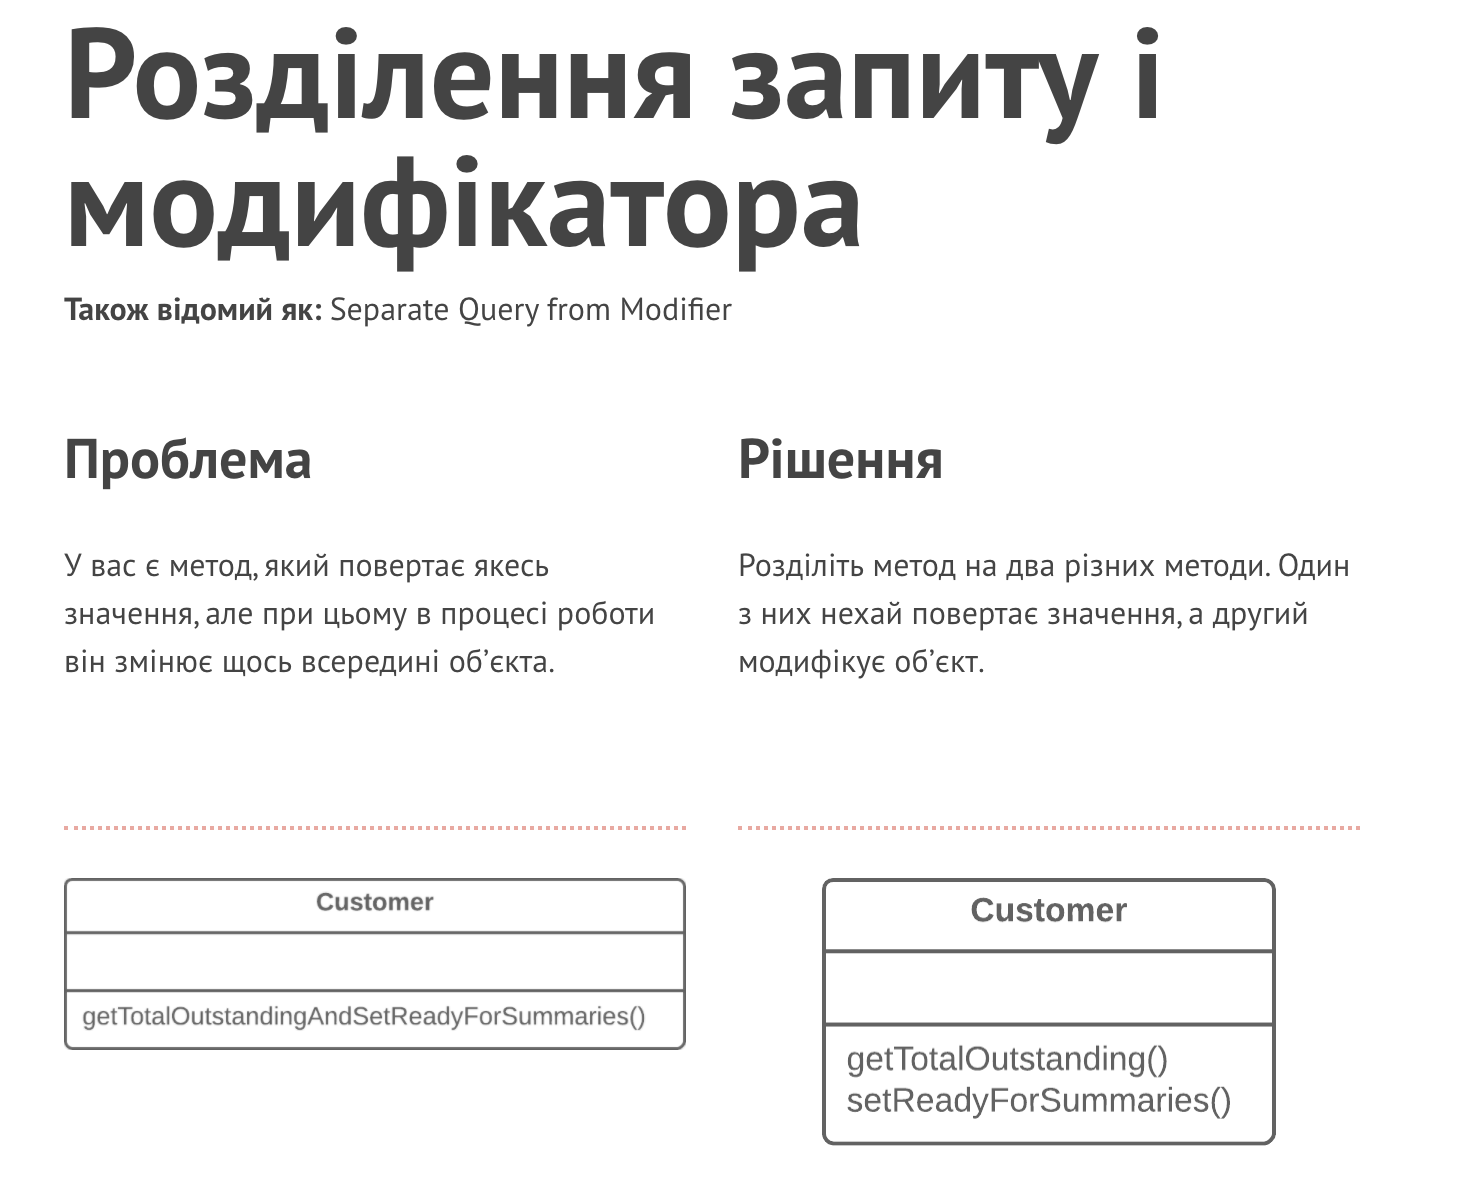 Розділення запиту і
модифікатора
Також відомий як: Separate Query from Modifier
Проблема
У вас є метод, який повертає якесь
значення, але при цьому в процесі роботи
він змінює щось всередині об’єкта.
Рішення
Розділіть метод на два різних методи. Один
з них нехай повертає значення, а другий
модифікує об’єкт.
Customer
getTotalOutstandingAndSetReadyForSummaries()
Customer
getTotalOutstanding()
setReadyForSummaries()